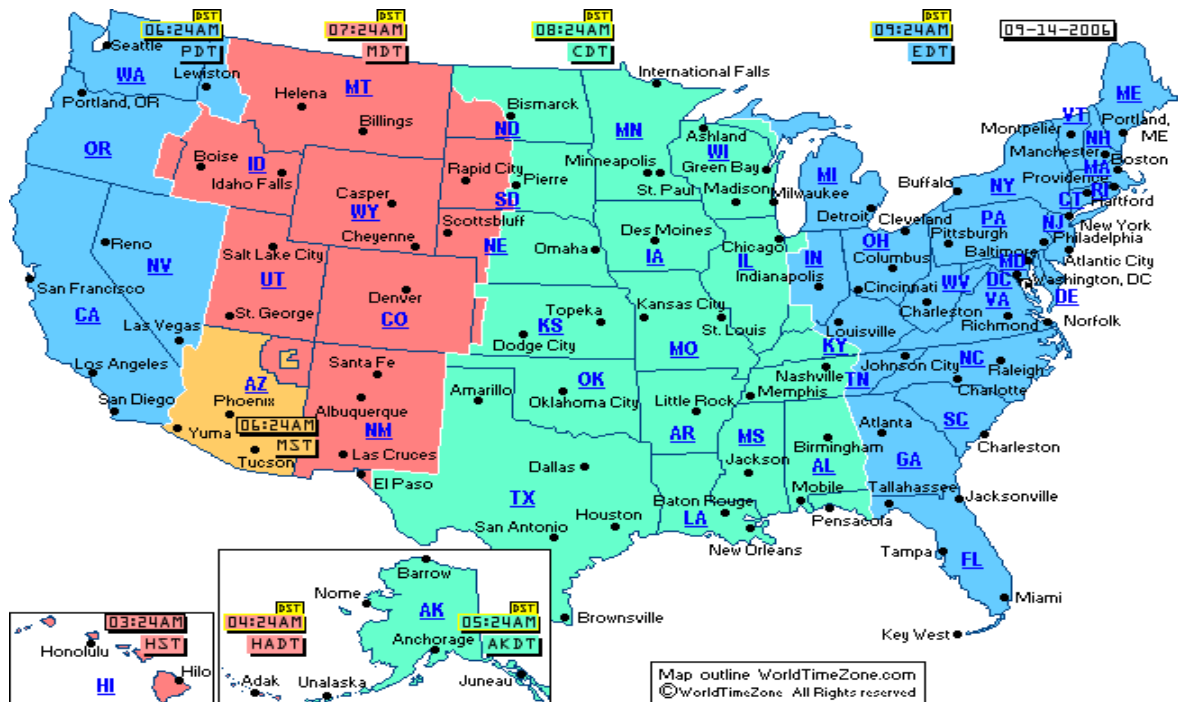 DST
06:24AM
PDT
DST
07:24AM
MDT
DST
08:24AM
CDT
DST
09:24AM
EDT
09-14-2006
Seattle
WA
Lewiston
Portland, OR
OR
MT
Helena
Billings
Boise
ID
Idaho Falls
Casper
WY
Cheyenne
Reno
NV
Salt Lake City
UT
St. George
Denver
CO
San Francisco
CA
Las Vegas
Los Angeles
San Diego
AZ
Phoenix
06:24AM
MST
Yuma
Tucson
Santa Fe
Albuquerque
NM
Las Cruces
El Paso
International Falls
Bismarck
ND
MN
Rapid City
Pierre
SD
Scottsbluff
NE
Omaha
Minneapolis
St. Paul
Ashland
WI
Green Bay
Madison
Milwaukee
Des Moines
IA
Chicago
IL
Topeka
KS
Dodge City
Kansas City
St. Louis
MO
Amarillo
OK
Oklahoma City
Little Rock
AR
Dallas
TX
San Antonio
Houston
Brownsville
Baton Rouge
LA
New Orleans
Jackson
MS
Memphis
Nashville
TN
KY
Birmingham
AL
Mobile
Pensacola
MI
Detroit
IN
Indianapolis
OH
Cleveland
Columbus
Cincinnati
Louisville
WV
Charleston
VA
Richmond
Norfolk
Johnson City
NC
Raleigh
Charlotte
SC
Charleston
Atlanta
GA
Tallahassee
Jacksonville
Tampa
FL
Miami
Key West
ME
VT
Portland,
ME
Montpelier
NH
Manchester
Boston
MA
Providence
RI
CT
Hartford
Buffalo
NY
New York
PA
Pittsburgh
NJ
Philadelphia
Baltimore
Atlantic City
MD
Washington, DC
DC
DE
03:24AM
HST
Honolulu
Hilo
HI
DST
04:24AM
HADT
DST
05:24AM
AKDT
Barrow
Nome
AK
Anchorage
Adak
Unalaska
Juneau
Map outline WorldTimeZone.com
©WorldTimeZone All Rights reserved